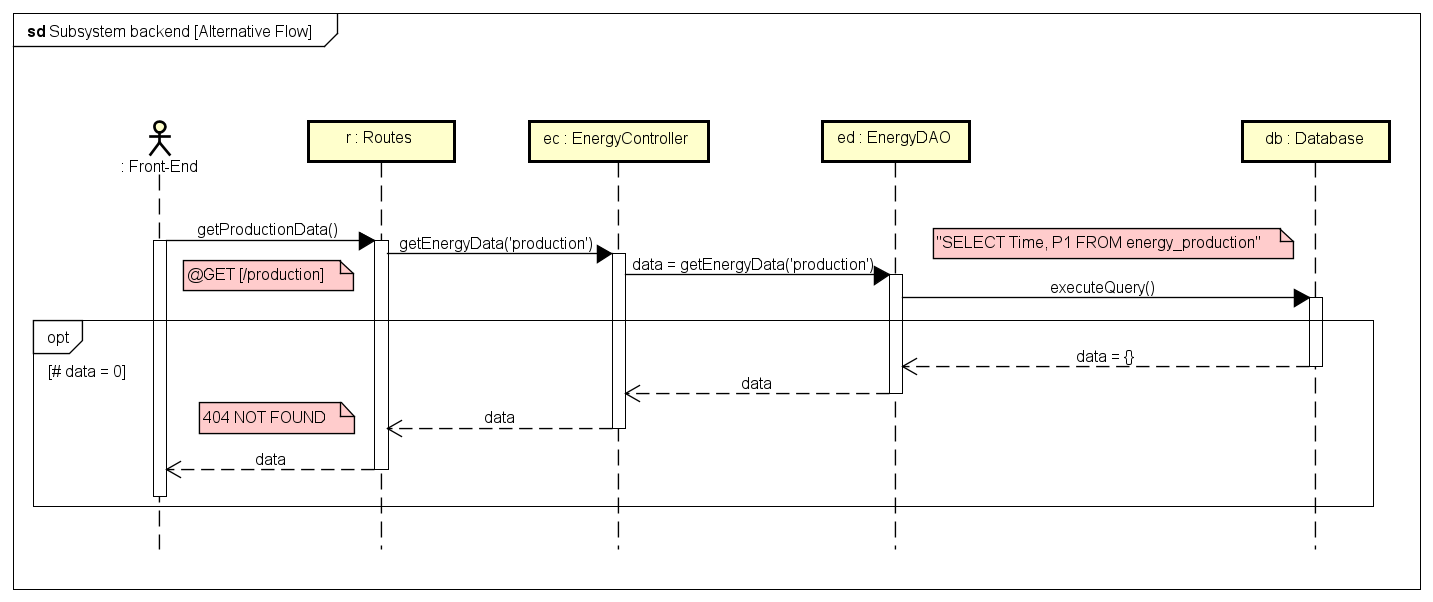 sd Subsystem backend [Alternative Flow]
: Front-End
r : Routes
ec : EnergyController
ed : EnergyDAO
db : Database
getProductionData()
getEnergyData('production')
data = getEnergyData('production')
"SELECT Time, P1 FROM energy_production"
@GET [/production]
executeQuery()
opt
[# data = 0]
data = {}
data
404 NOT FOUND
data
data